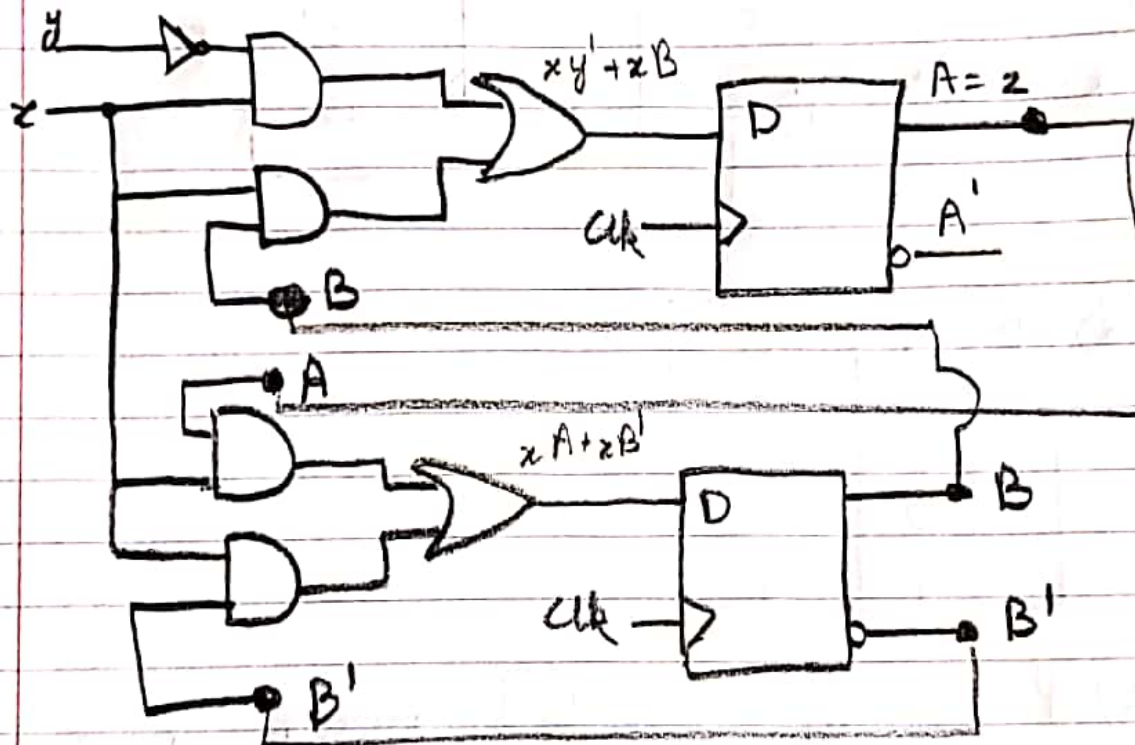 y
x
xy' + xB
D
A = z
Clk
A'
B
A
xA + xB'
D
B
Clk
B'
B'